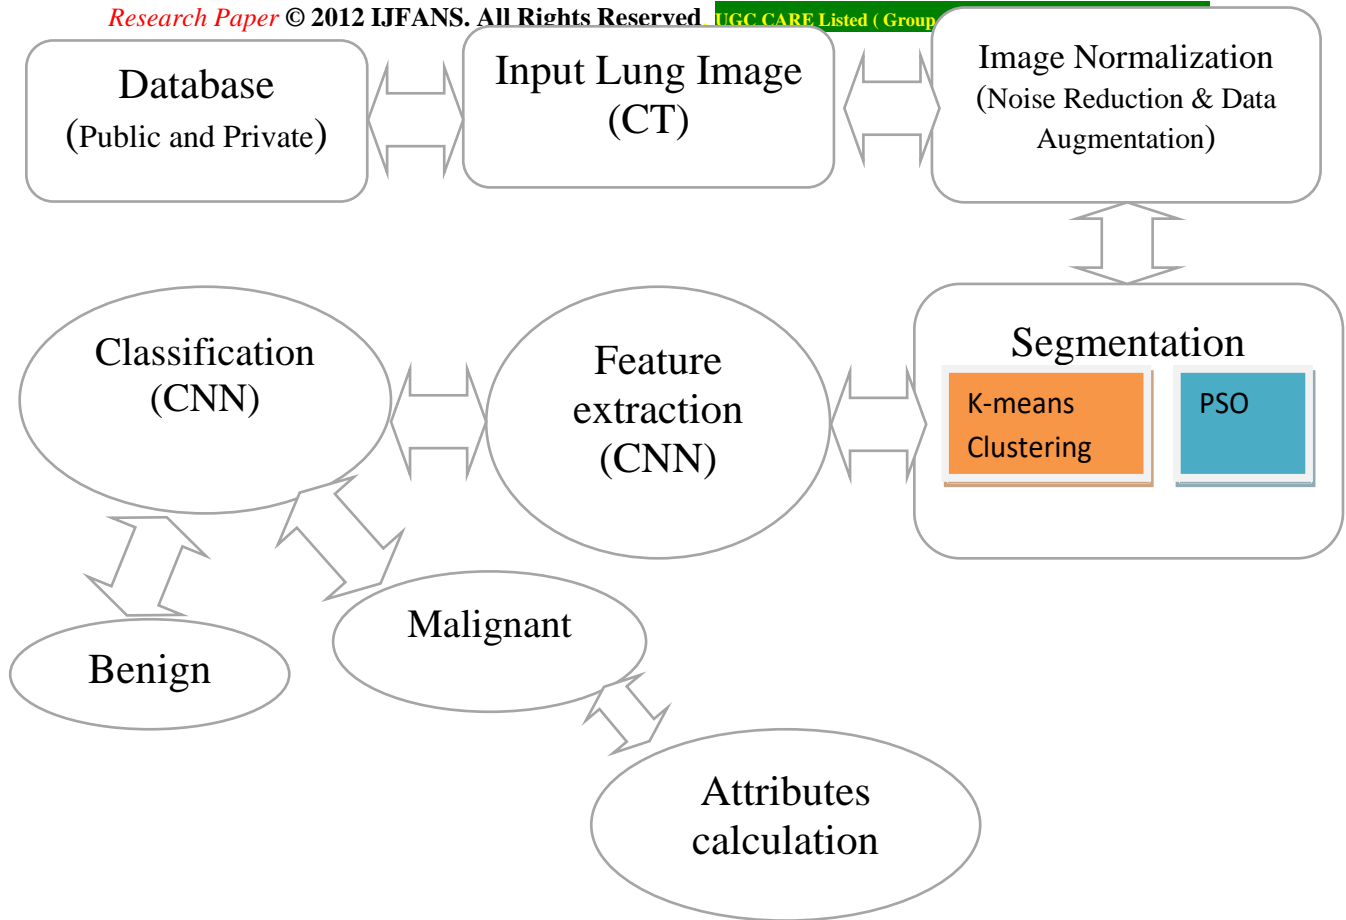 Research Paper © 2012 IJFANS. All Rights Reserved, UGC CARE Listed ( Group
Database
(Public and Private)
Input Lung Image
(CT)
Image Normalization
(Noise Reduction & Data
Augmentation)
Segmentation
K-means
Clustering
PSO
Feature
extraction
(CNN)
Classification
(CNN)
Benign
Malignant
Attributes
calculation